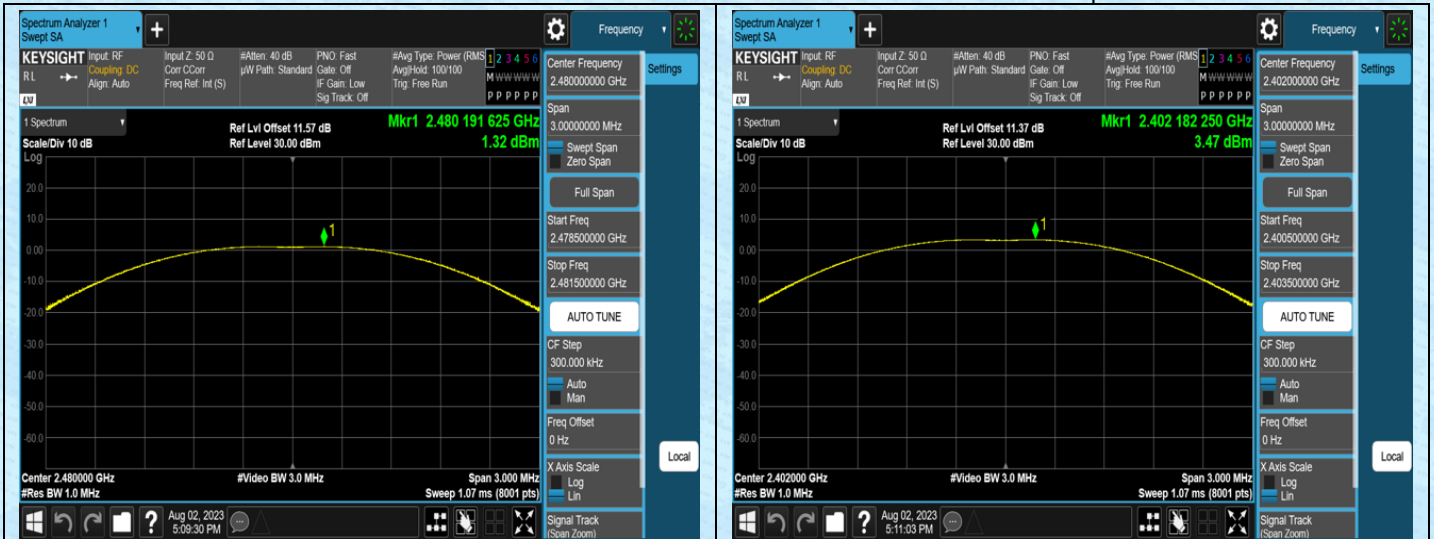 Spectrum Analyzer 1
Swept SA
+
Frequency
KEYSIGHT
Input: RF
Coupling: DC
Align: Auto
Input Z: 50 Ω
Corr CCorr
Freq Ref: Int (S)
#Atten: 40 dB
µW Path: Standard
PNO: Fast
Gate: Off
IF Gain: Low
Sig Track: Off
#Avg Type: Power (RMS
Avg|Hold: 100/100
Trig: Free Run
1 2 3 4 5 6
M W W W W W
P P P P P P
R L
LXI
Center Frequency
2.480000000 GHz
Settings
Span
3.00000000 MHz
Swept Span
Zero Span
Full Span
Start Freq
2.478500000 GHz
Stop Freq
2.481500000 GHz
AUTO TUNE
CF Step
300.000 kHz
Auto
Man
Freq Offset
0 Hz
X Axis Scale
Log
Lin
Signal Track
(Span Zoom)
Local
1 Spectrum
Scale/Div 10 dB
Log
Ref Lvl Offset 11.57 dB
Ref Level 30.00 dBm
Mkr1 2.480 191 625 GHz
1.32 dBm
20.0
10.0
0.00
-10.0
-20.0
-30.0
-40.0
-50.0
-60.0
1
Center 2.480000 GHz
#Res BW 1.0 MHz
#Video BW 3.0 MHz
Span 3.000 MHz
Sweep 1.07 ms (8001 pts)
?
Aug 02, 2023
5:09:30 PM
Spectrum Analyzer 1
Swept SA
+
Frequency
KEYSIGHT
Input: RF
Coupling: DC
Align: Auto
Input Z: 50 Ω
Corr CCorr
Freq Ref: Int (S)
#Atten: 40 dB
µW Path: Standard
PNO: Fast
Gate: Off
IF Gain: Low
Sig Track: Off
#Avg Type: Power (RMS
Avg|Hold: 100/100
Trig: Free Run
1 2 3 4 5 6
M W W W W W
P P P P P P
R L
LXI
Center Frequency
2.402000000 GHz
Settings
Span
3.00000000 MHz
Swept Span
Zero Span
Full Span
Start Freq
2.400500000 GHz
Stop Freq
2.403500000 GHz
AUTO TUNE
CF Step
300.000 kHz
Auto
Man
Freq Offset
0 Hz
X Axis Scale
Log
Lin
Signal Track
(Span Zoom)
Local
1 Spectrum
Scale/Div 10 dB
Log
Ref Lvl Offset 11.37 dB
Ref Level 30.00 dBm
Mkr1 2.402 182 250 GHz
3.47 dBm
20.0
10.0
0.00
-10.0
-20.0
-30.0
-40.0
-50.0
-60.0
1
Center 2.402000 GHz
#Res BW 1.0 MHz
#Video BW 3.0 MHz
Span 3.000 MHz
Sweep 1.07 ms (8001 pts)
?
Aug 02, 2023
5:11:03 PM